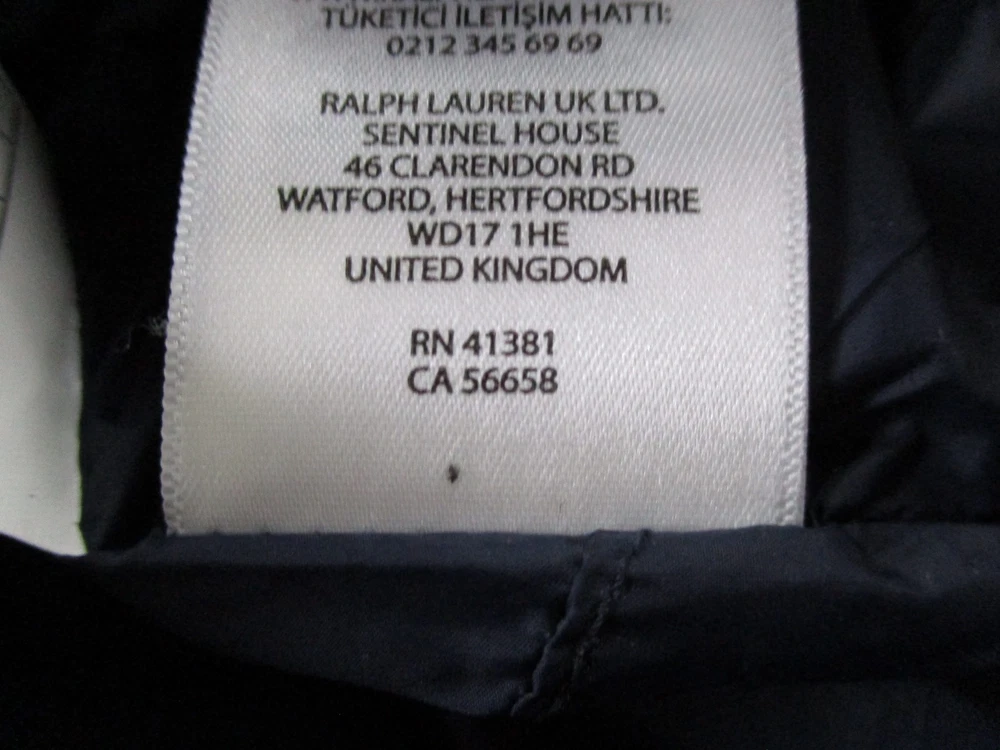 TÜKETİCİ İLETİŞİM HATTI:
0212 345 69 69
RALPH LAUREN UK LTD.
SENTINEL HOUSE
46 CLARENDON RD
WATFORD, HERTFORDSHIRE
WD17 1HE
UNITED KINGDOM
RN 41381
CA 56658